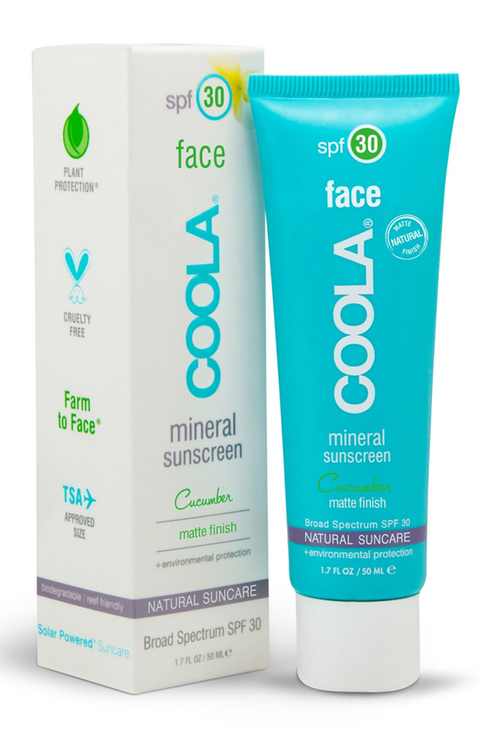 PLANT
PROTECTION®
CRUELTY
FREE
Farm
to Face®
TSA
APPROVED
SIZE
biodegradable | reef friendly
Solar Powered® Suncare
spf 30
face
COOLA®
mineral
sunscreen
Cucumber
matte finish
+environmental protection
NATURAL SUNCARE
Broad Spectrum SPF 30
1.7 FL OZ / 50 ML ℮
spf 30
face
COOLA®
MATTE
NATURAL
FINISH
mineral
sunscreen
Cucumber
matte finish
Broad Spectrum SPF 30
NATURAL SUNCARE
+environmental protection
1.7 FL OZ / 50 ML ℮